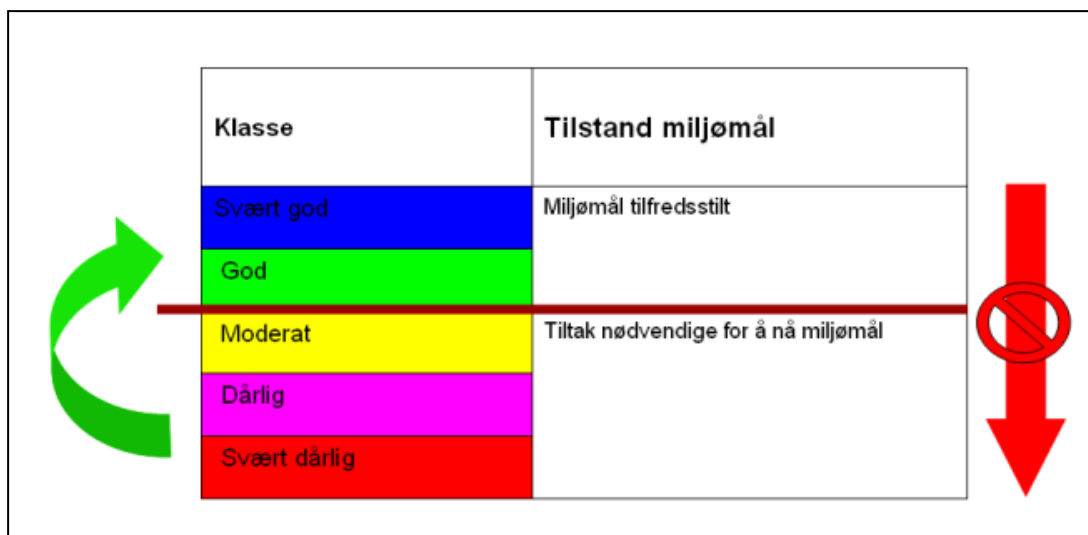 Klasse
Tilstand miljømål
Svært god
Miljømål tilfredsstilt
God
Moderat
Tiltak nødvendige for å nå miljømål
Dårlig
Svært dårlig